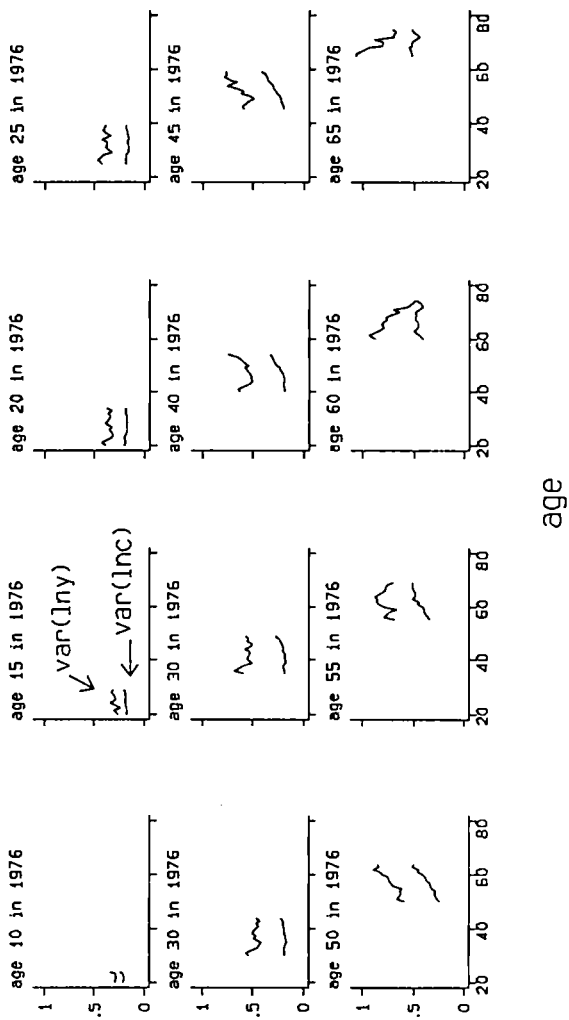 age 10 in 1976
age 15 in 1976
age 20 in 1976
age 25 in 1976
var(lny)
var(lnc)
1
.5
0
age 30 in 1976
age 30 in 1976
age 40 in 1976
age 45 in 1976
1
.5
0
age 50 in 1976
age 55 in 1976
age 60 in 1976
age 65 in 1976
1
.5
0
20 40 60 80
20 40 60 80
20 40 60 80
20 40 60 80
age